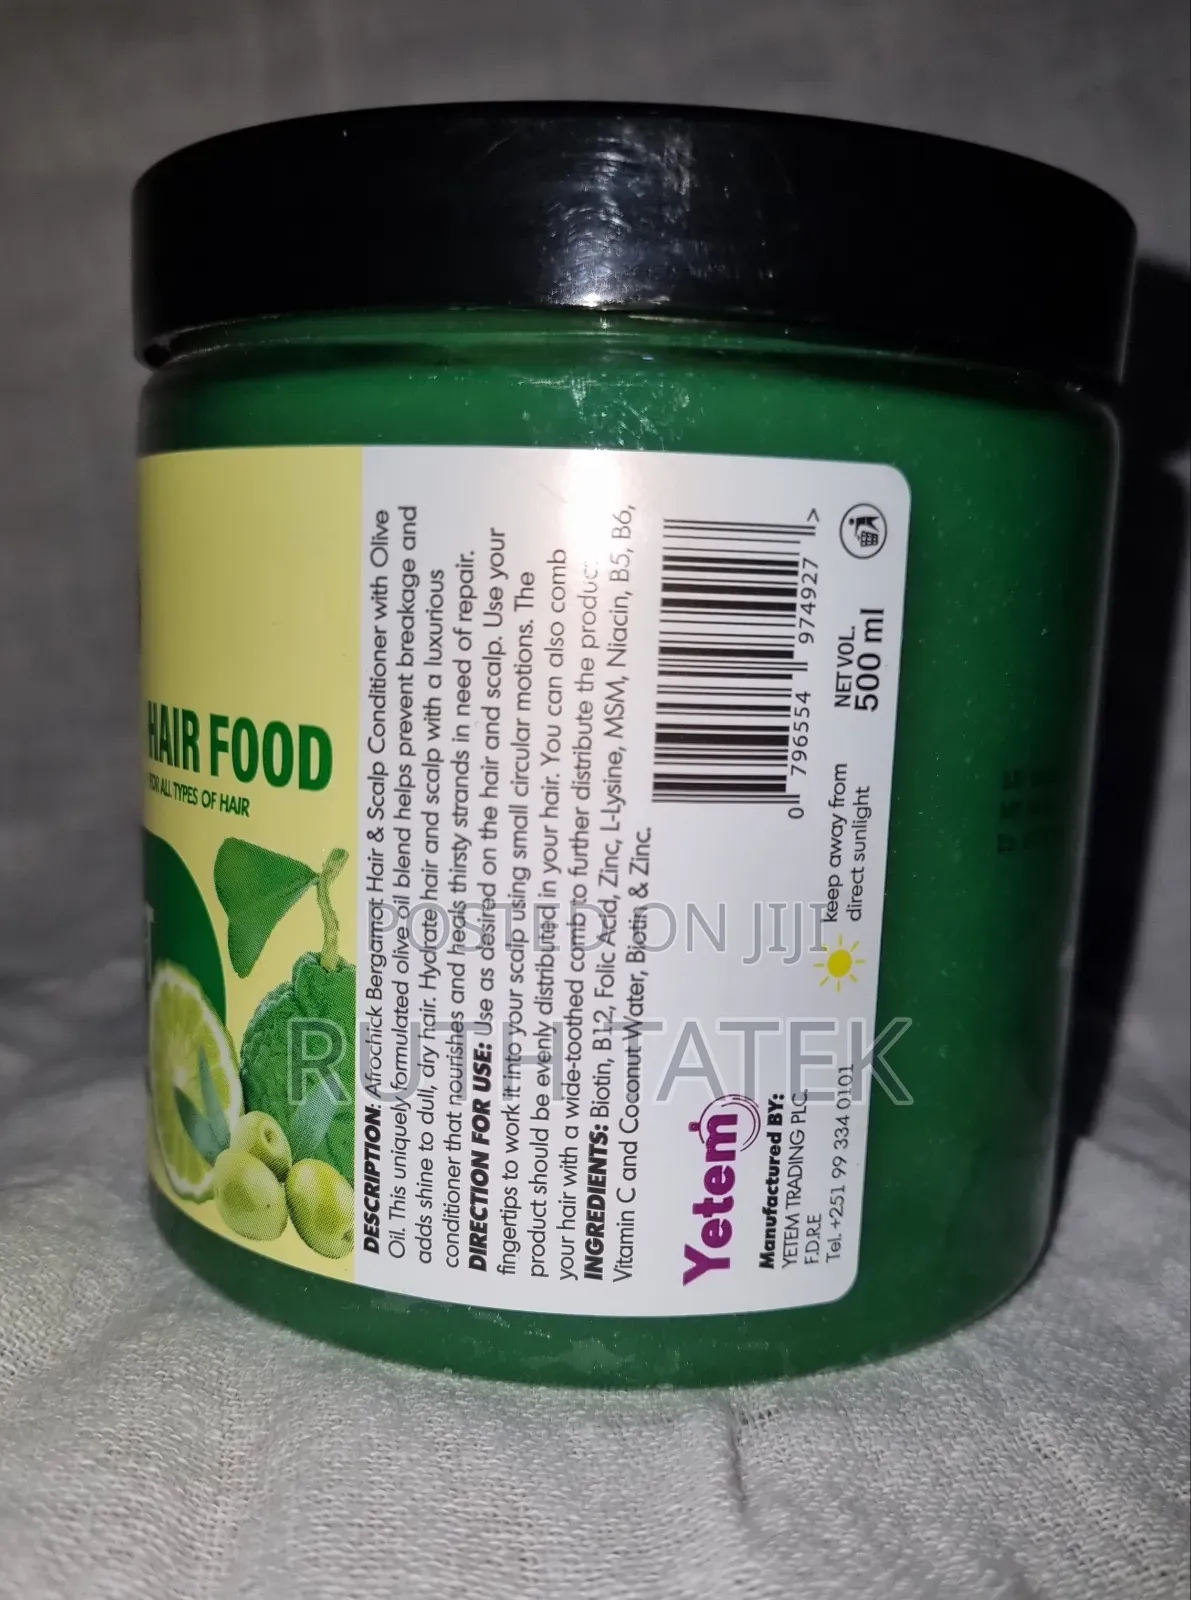 HAIR FOOD
FOR ALL TYPES OF HAIR
DESCRIPTION: Afrochick Bergamot Hair & Scalp Conditioner with Olive
Oil. This uniquely formulated olive oil blend helps prevent breakage and
adds shine to dull, dry hair. Hydrate hair and scalp with a luxurious
conditioner that nourishes and heals thirsty strands in need of repair.
DIRECTION FOR USE: Use as desired on the hair and scalp. Use your
fingertips to work it into your scalp using small circular motions. The
product should be evenly distributed in your hair. You can also comb
your hair with a wide-toothed comb to further distribute the product
INGREDIENTS: Biotin, B12, Folic Acid, Zinc, L-Lysine, MSM, Niacin, B5, B6,
Vitamin C and Coconut Water, Biotin & Zinc.
0 796554 974927 >
Yetem
Manufactured BY:
YETEM TRADING PLC.
F.D.R.E
Tel. +251 99 334 0101
keep away from
direct sunlight
NET VOL.
500 ml
POSTED ON JIJI
RUTH TATEK